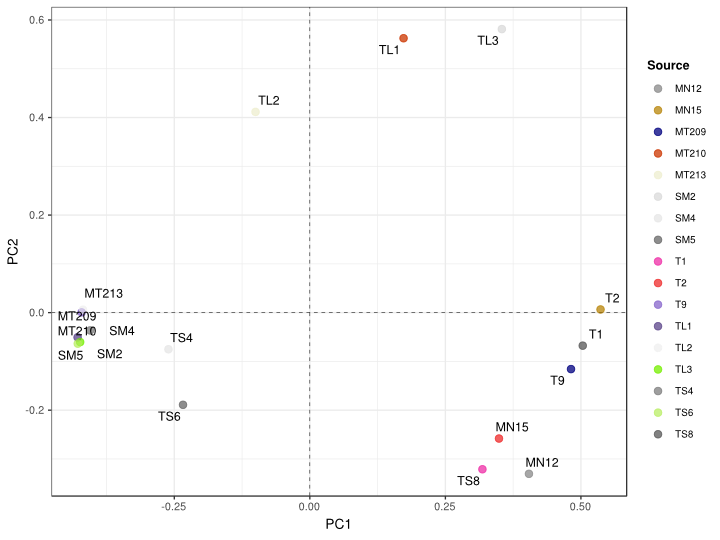 0.6
0.4
0.2
0.0
-0.2
PC2
TL1
TL3
TL2
MT213
MT209
MT210
SM4
SM5
SM2
TS4
TS6
T2
T1
T9
MN15
MN12
TS8
-0.25
0.00
0.25
0.50
PC1
Source
MN12
MN15
MT209
MT210
MT213
SM2
SM4
SM5
T1
T2
T9
TL1
TL2
TL3
TS4
TS6
TS8